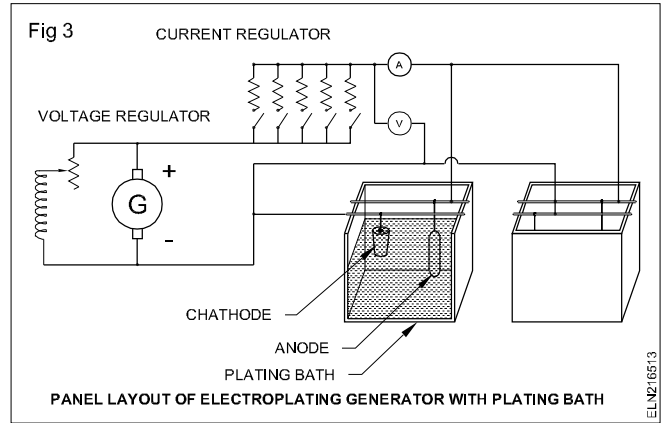 Fig 3
CURRENT REGULATOR
A
VOLTAGE REGULATOR
V
+
G
-
CHATHODE
ANODE
PLATING BATH
PANEL LAYOUT OF ELECTROPLATING GENERATOR WITH PLATING BATH
ELN216513